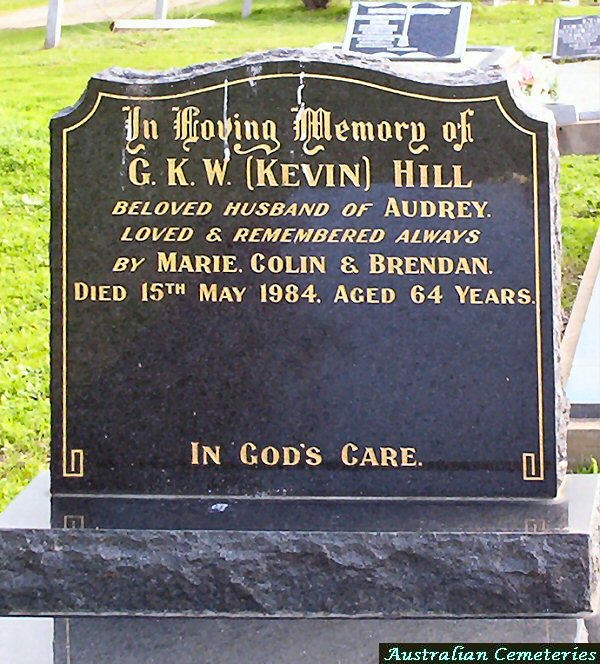 In Loving Memory of
G. K. W. (KEVIN) HILL
BELOVED HUSBAND OF AUDREY.
LOVED & REMEMBERED ALWAYS
BY MARIE, COLIN & BRENDAN.
DIED 15TH MAY 1984, AGED 64 YEARS.
IN GOD'S CARE.
Australian Cemeteries